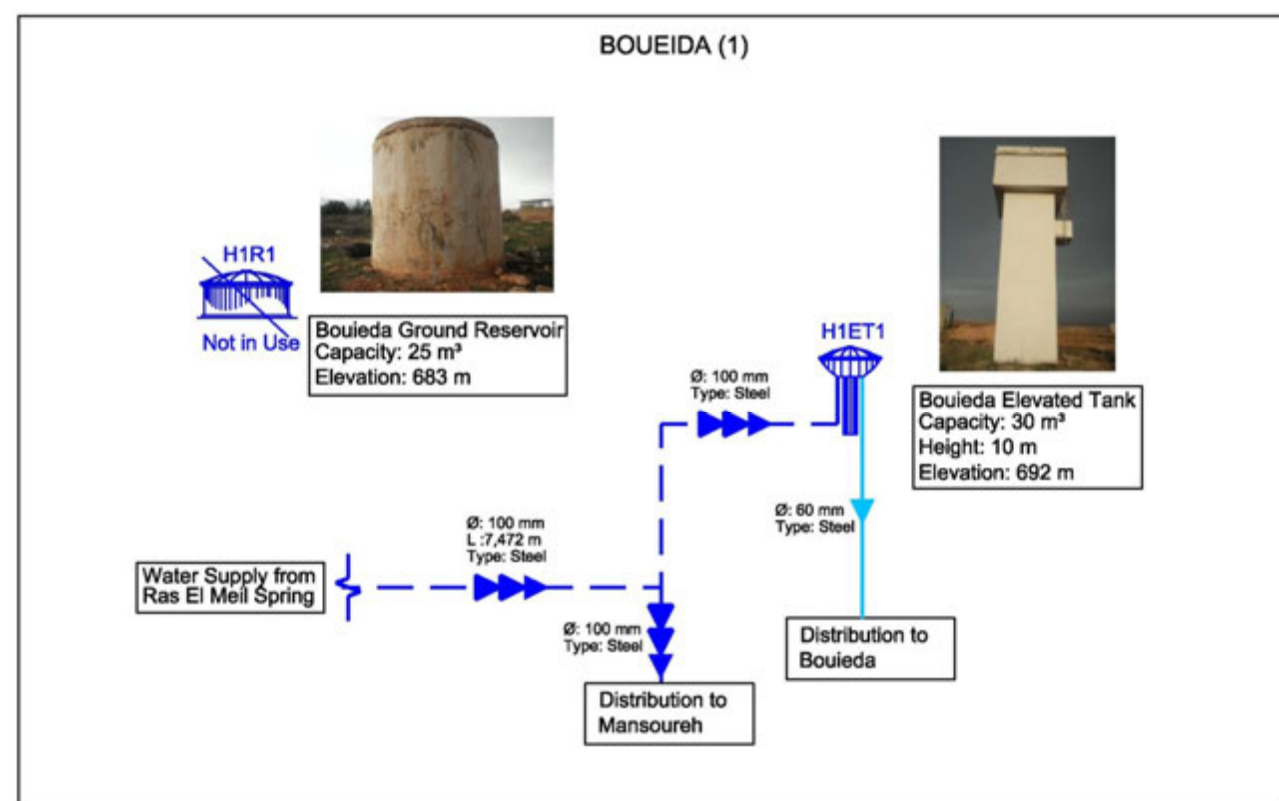 BOUEIDA (1)
H1R1
Not in Use
Bouieda Ground Reservoir
Capacity: 25 m³
Elevation: 683 m
H1ET1
Bouieda Elevated Tank
Capacity: 30 m³
Height: 10 m
Elevation: 692 m
Ø: 100 mm
Type: Steel
Ø: 60 mm
Type: Steel
Ø: 100 mm
L :7,472 m
Type: Steel
Water Supply from
Ras El Meil Spring
Ø: 100 mm
Type: Steel
Distribution to
Bouieda
Distribution to
Mansoureh